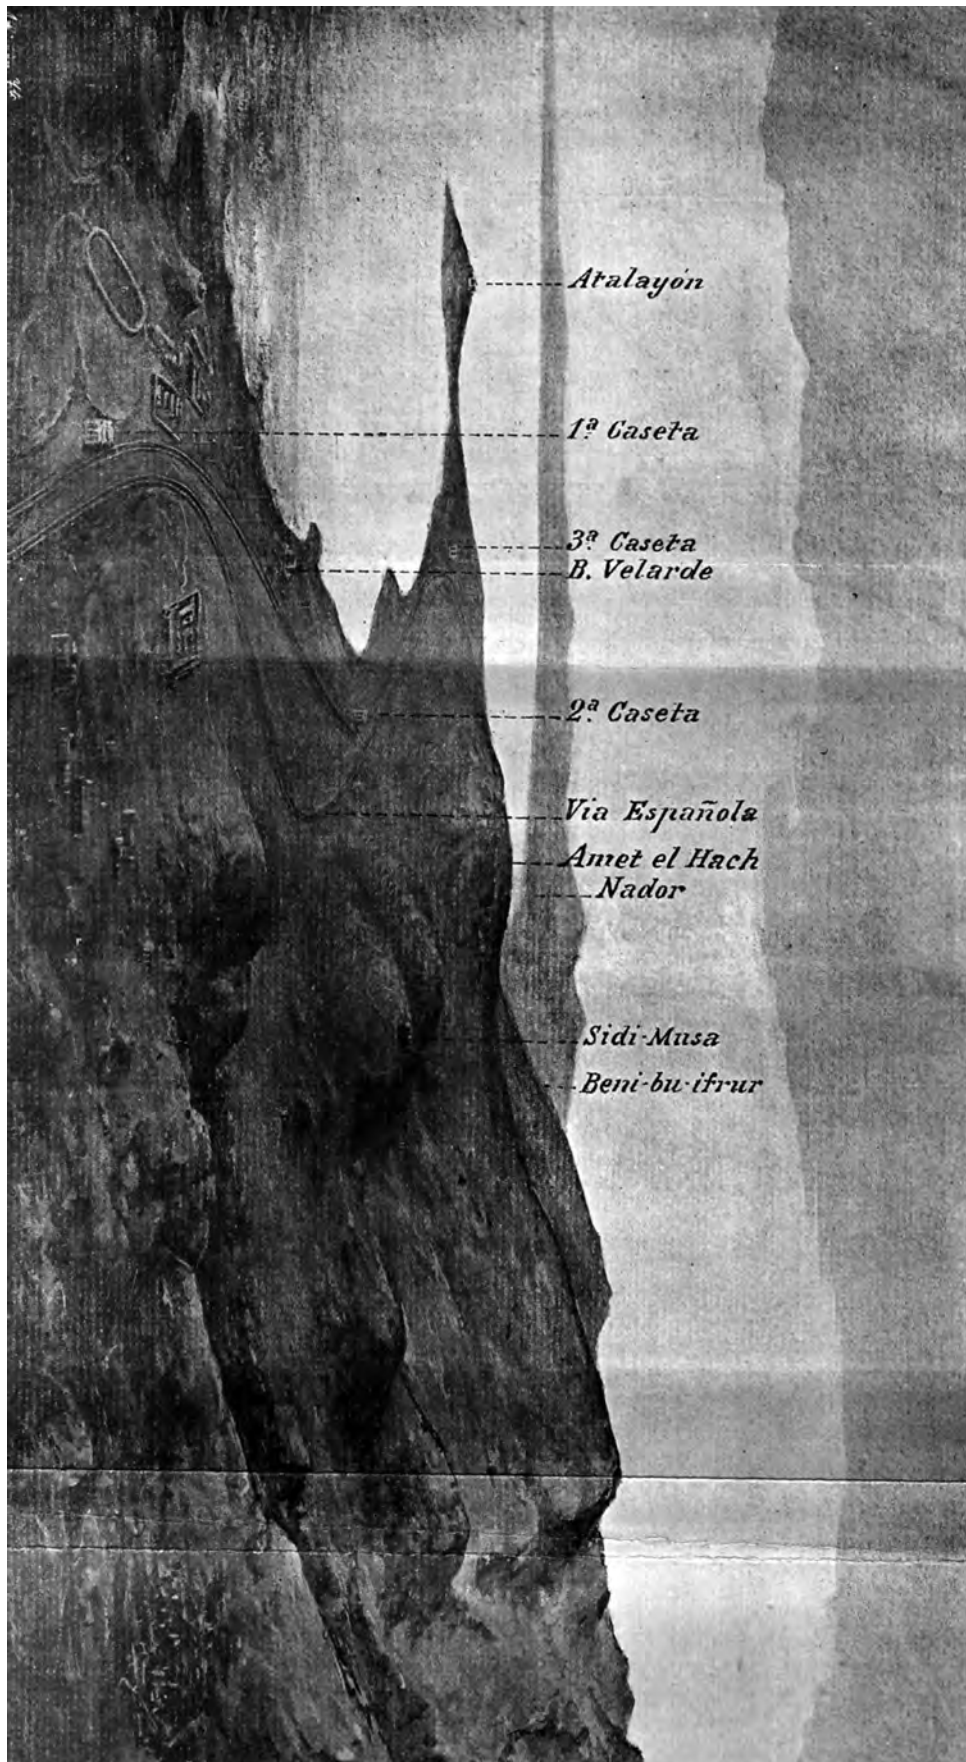 Atalayón
1ª Caseta
3ª Caseta
B. Velarde
2ª Caseta
Via Española
Amet el Hach
Nador
Sidi-Musa
Beni-bu-ifrur